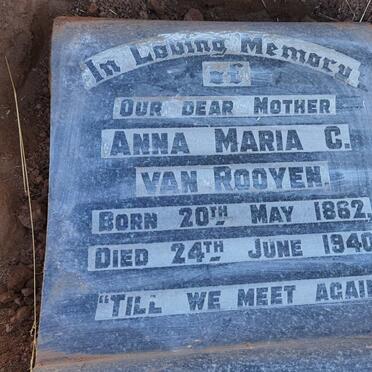 In Loving Memory
of
Our dear Mother
Anna Maria C.
van Rooyen.
Born 20TH May 1862,
Died 24TH June 1940
"Till we meet agai